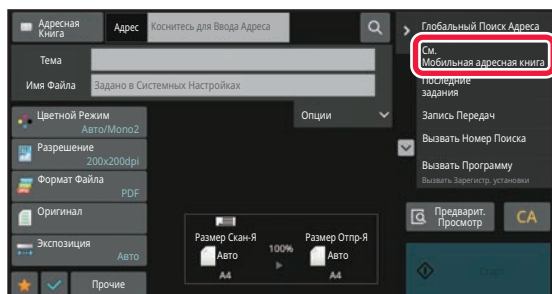 Адресная
Книга
Адрес
Коснитесь для Ввода Адреса
Тема
Имя Файла
Задано в Системных Настройках
Цветной Режим
Авто/Mono2
Разрешение
200x200dpi
Формат Файла
PDF
Оригинал
Экспозиция
Авто
Прочие
Опции
Размер Скан-Я
Авто
A4
100%
Размер Отпр-Я
Авто
A4
Глобальный Поиск Адреса
См.
Мобильная адресная книга
Последние
задания
Запись Передач
Вызвать Номер Поиска
Вызвать Программу
Вызвать Зарегистр. установки
Предварит.
Просмотр
CA
Старт